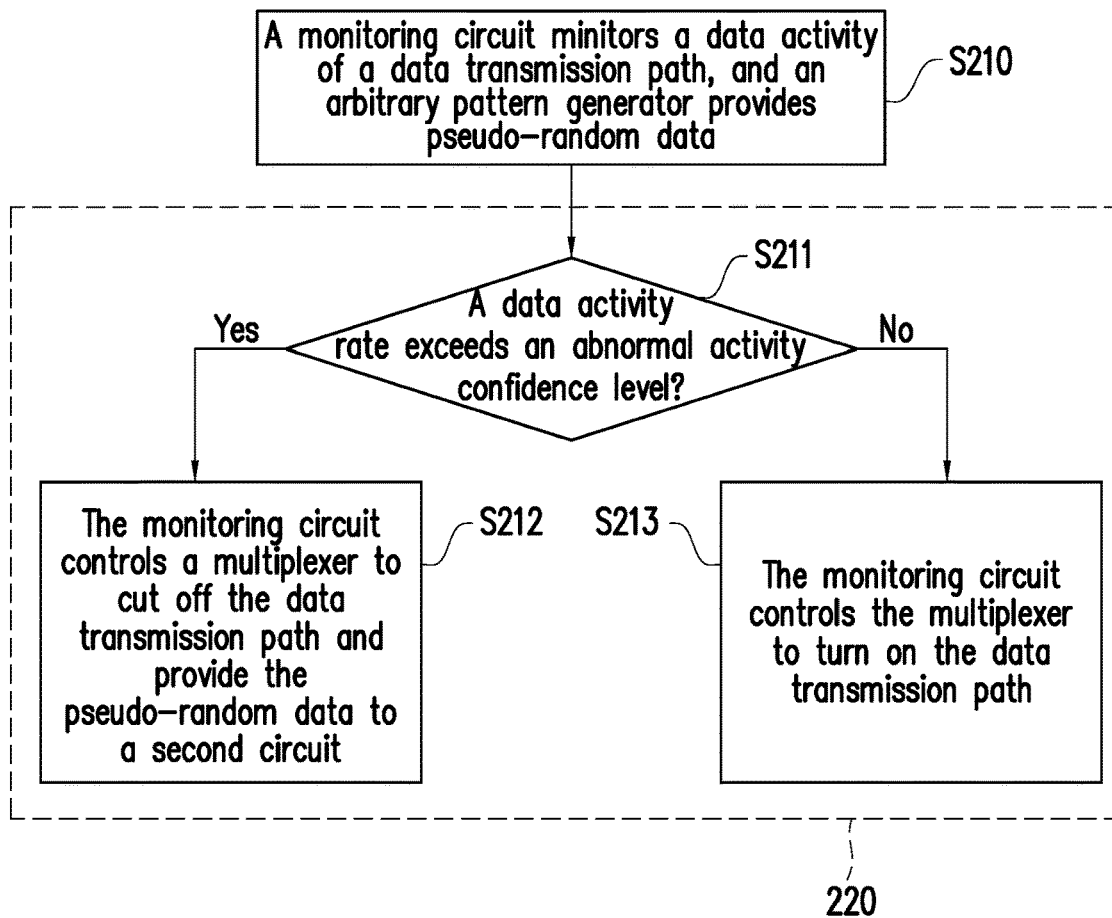 A monitoring circuit minitors a data activity
of a data transmission path, and an
arbitrary pattern generator provides
pseudo-random data
S210
S211
A data activity
rate exceeds an abnormal activity
confidence level?
Yes
No
The monitoring circuit
controls a multiplexer to
cut off the data
transmission path and
provide the
pseudo-random data to
a second circuit
S212
S213
The monitoring circuit
controls the multiplexer
to turn on the data
transmission path
220